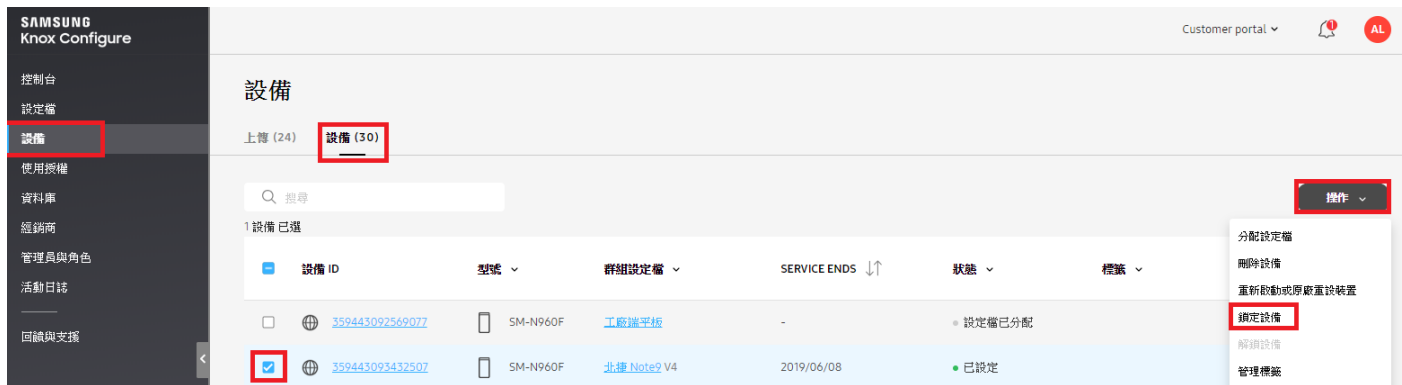 SAMSUNG
Knox Configure
Customer portal
1
AL
控制台
設定檔
設備
使用授權
資料庫
經銷商
管理員與角色
活動日誌
回饋與支援
設備
上傳 (24)
設備 (30)
搜尋
操作
1 設備 已選
分配設定檔
刪除設備
重新啟動或原廠重設裝置
鎖定設備
解鎖設備
管理標籤
設備 ID 型號 群組設定檔 SERVICE ENDS 狀態 標籤
359443092569077 SM-N960F 工廠端平板 - 設定檔已分配
359443093432507 SM-N960F 北捷 Note9 V4 2019/06/08 已設定